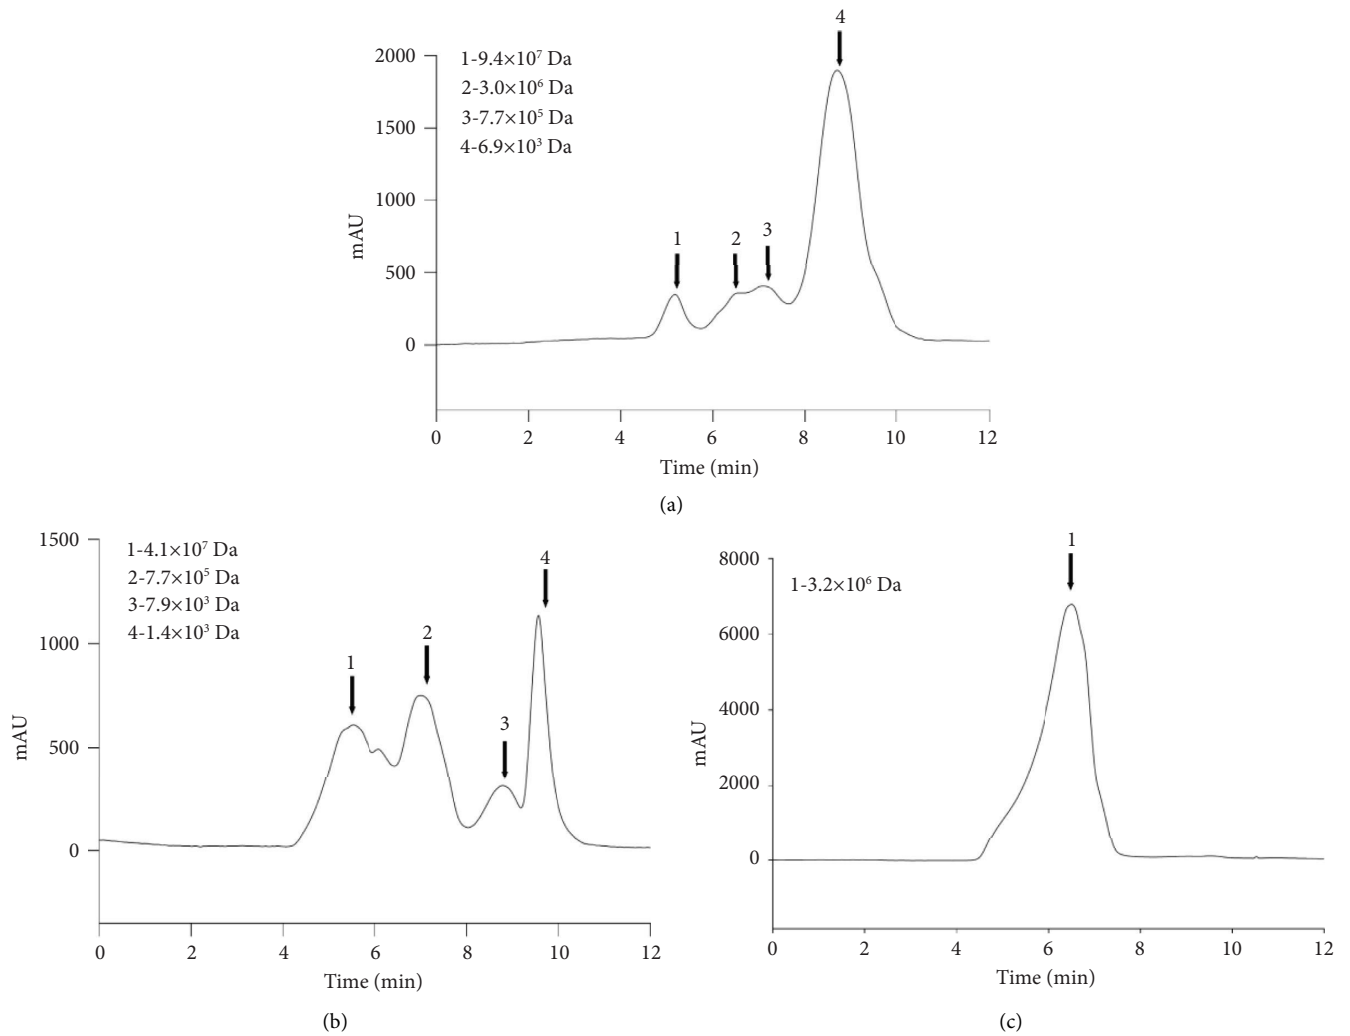 4
2000
1-9.4×10⁷ Da
2-3.0×10⁶ Da
3-7.7×10⁵ Da
4-6.9×10³ Da
1500
1000
mAU
1 2 3
500
0
0 2 4 6 8 10 12
Time (min)
(a)
1500
1-4.1×10⁷ Da
2-7.7×10⁵ Da
3-7.9×10³ Da
4-1.4×10³ Da
4
1000
2
1
3
mAU
500
0
0 2 4 6 8 10 12
Time (min)
(b)
1
8000
1-3.2×10⁶ Da
6000
4000
mAU
2000
0
0 2 4 6 8 10 12
Time (min)
(c)